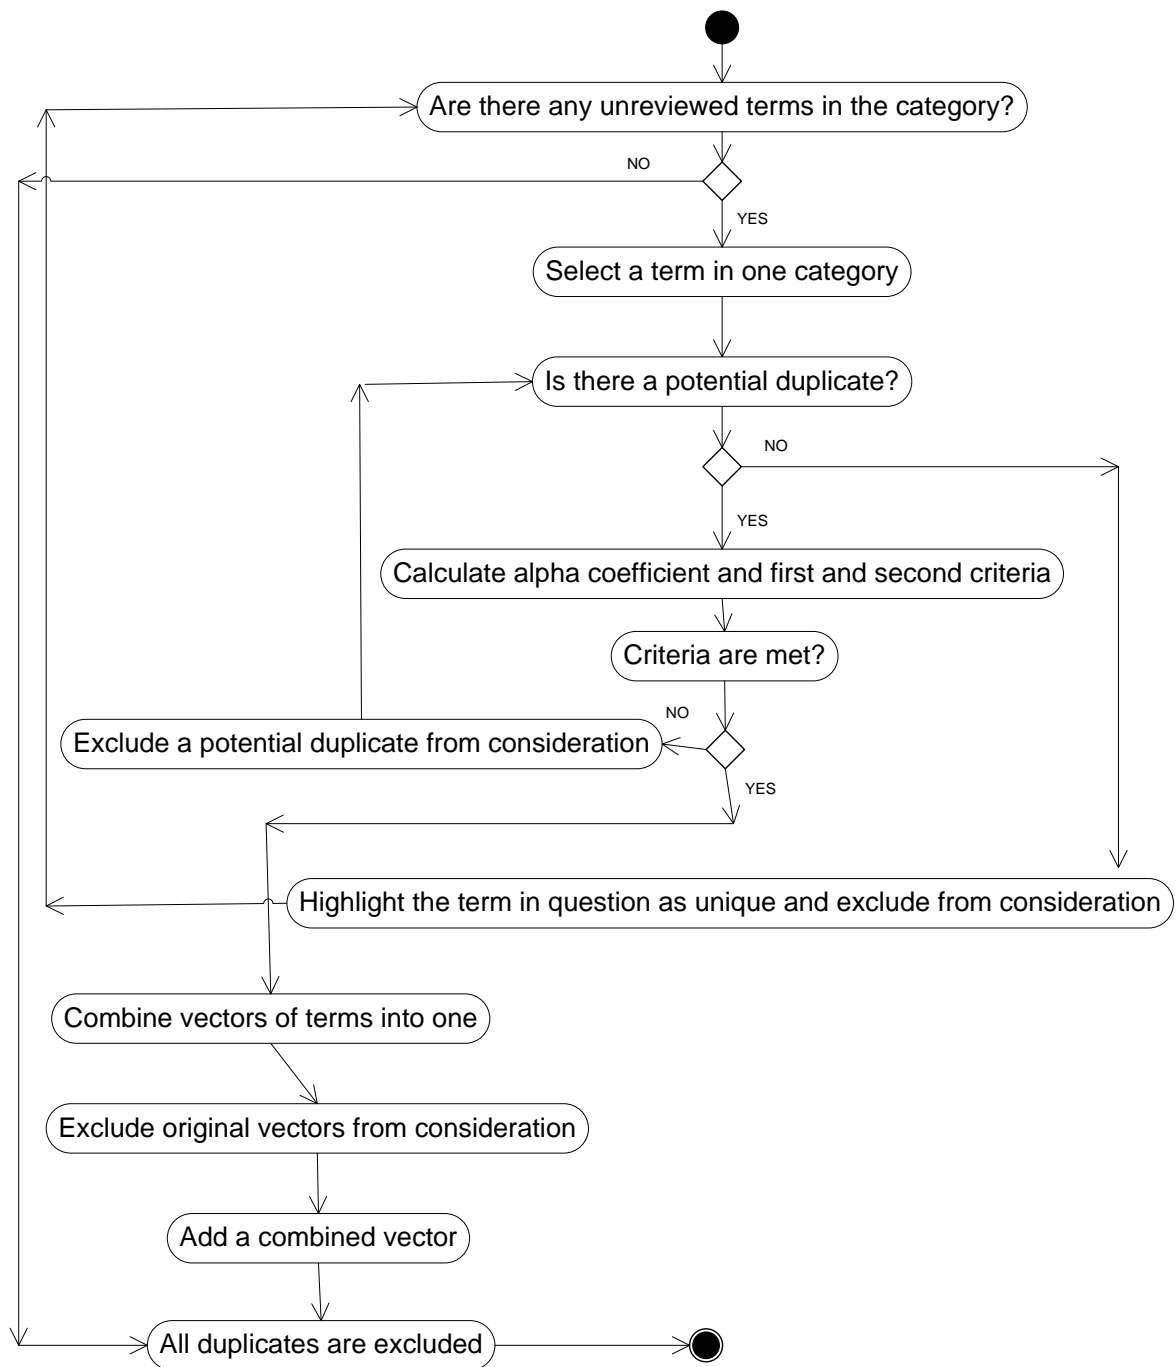 Are there any unreviewed terms in the category?
NO
YES
Select a term in one category
Is there a potential duplicate?
NO
YES
Calculate alpha coefficient and first and second criteria
Criteria are met?
NO
Exclude a potential duplicate from consideration
YES
Highlight the term in question as unique and exclude from consideration
Combine vectors of terms into one
Exclude original vectors from consideration
Add a combined vector
All duplicates are excluded